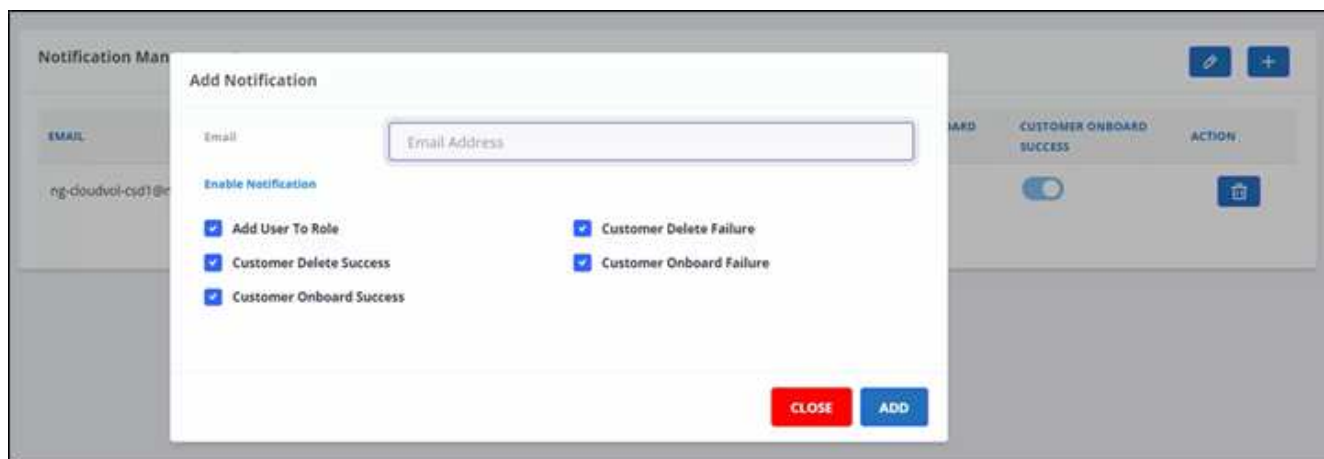 Notification Man
Add Notification
EMAIL
Email
Email Address
CUSTOMER ONBOARD
SUCCESS
ACTION
Enable Notification
ng-cloudvol-csd1@
Add User To Role
Customer Delete Failure
Customer Delete Success
Customer Onboard Failure
Customer Onboard Success
CLOSE
ADD